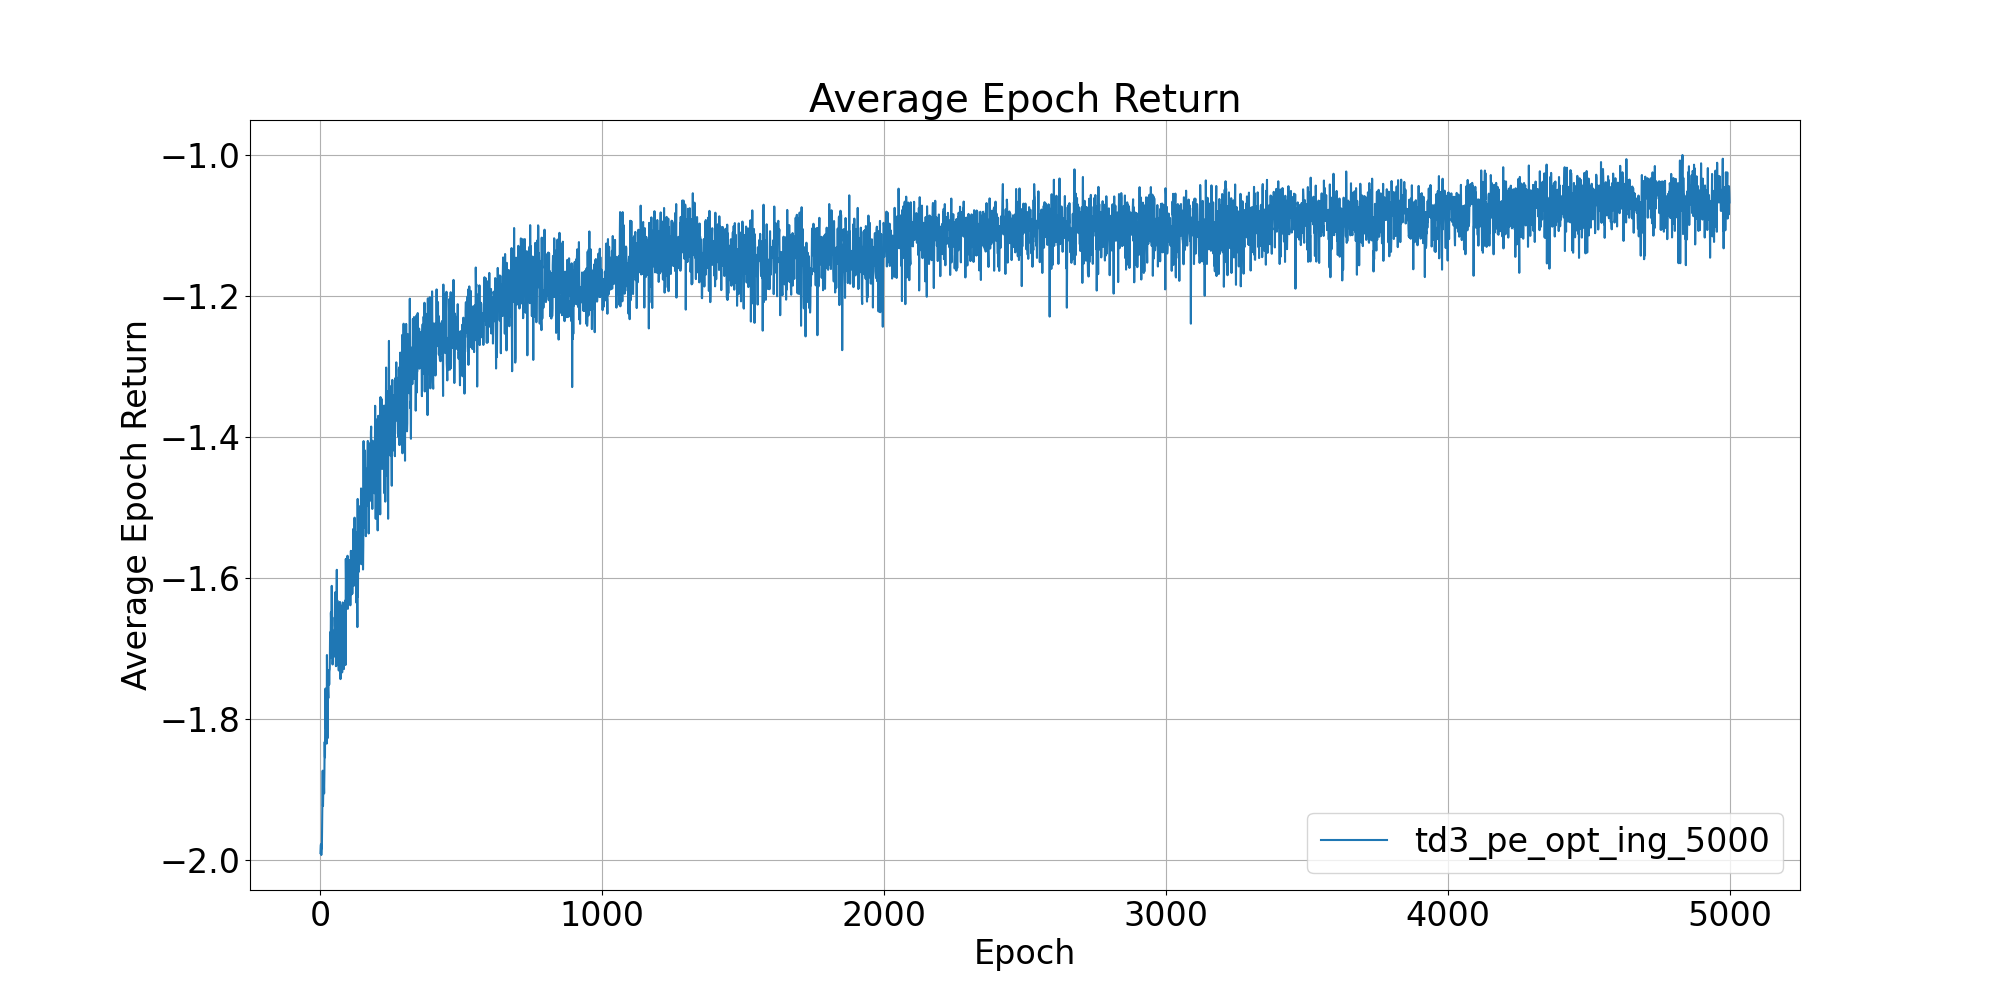 Average Epoch Return
Average Epoch Return
−1.0
−1.2
−1.4
−1.6
−1.8
−2.0
td3_pe_opt_ing_5000
0 1000 2000 3000 4000 5000
Epoch